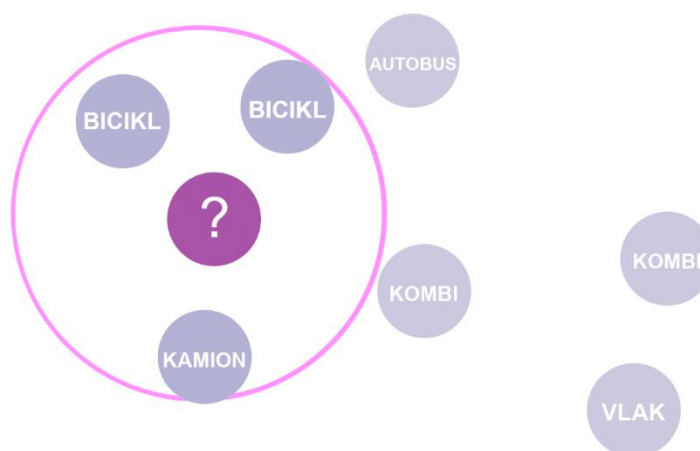 AUTOBUS
BICIKL
BICIKL
?
KOMBI
KOMBI
KAMION
VLAK